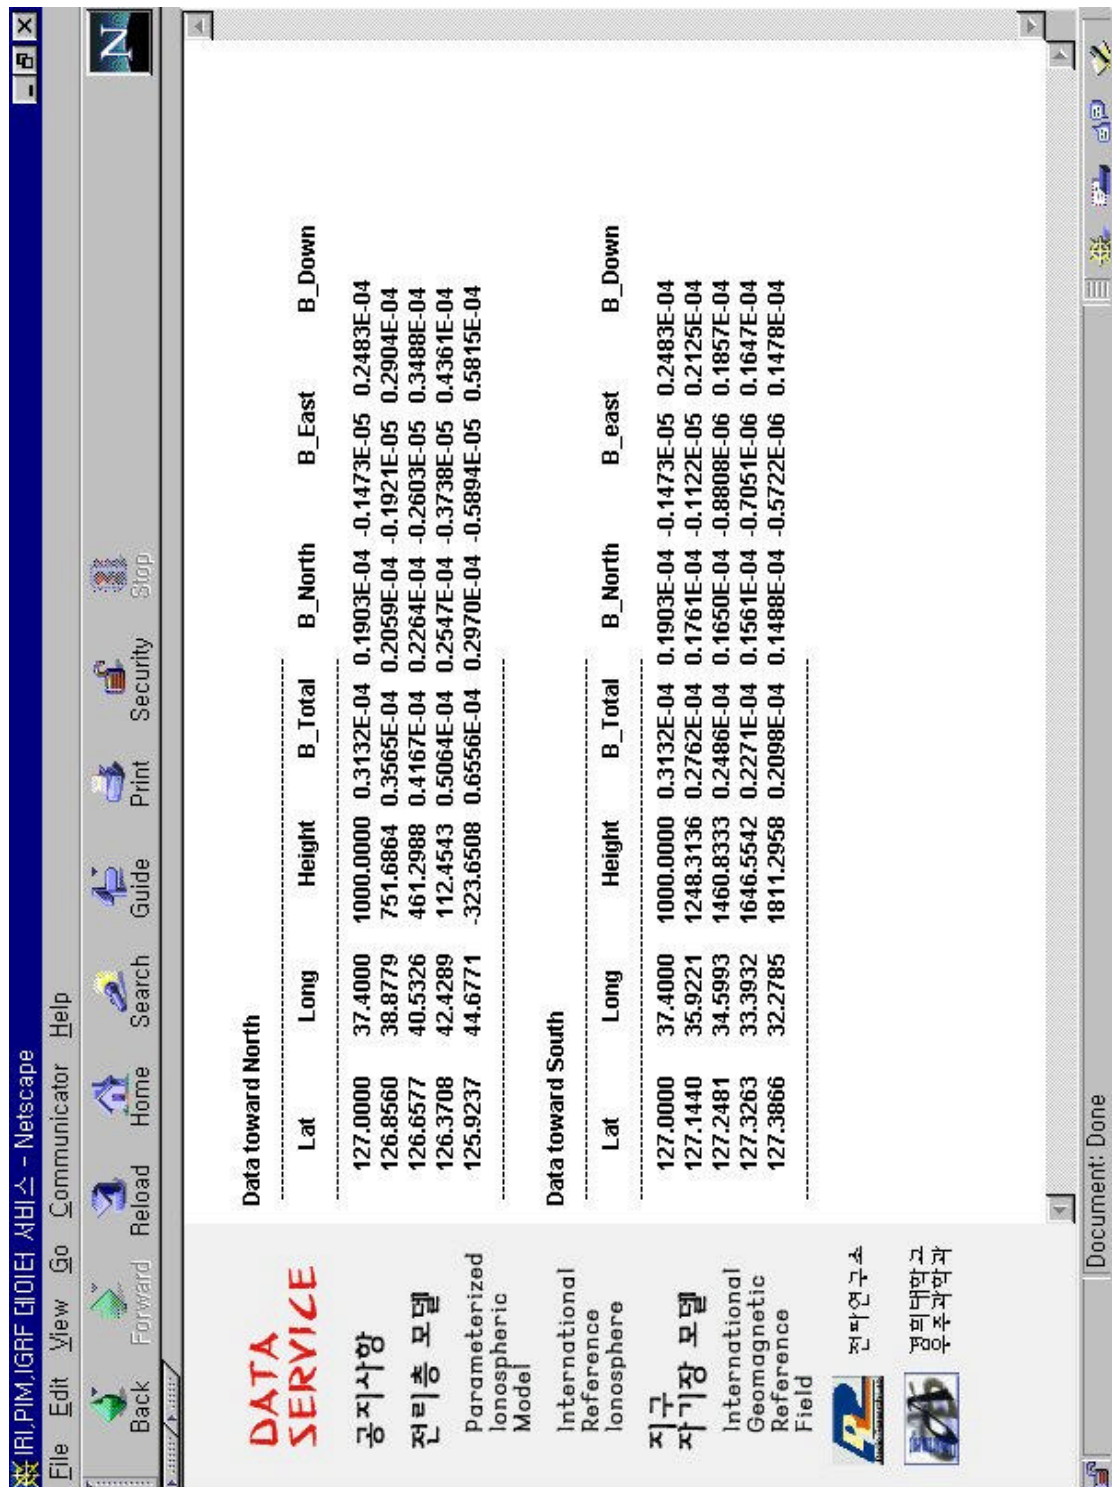 IRI,PIM,IGRF 데이터 서비스 - Netscape
File Edit View Go Communicator Help
Back Forward Reload Home Search Guide Print Security Stop
N
DATA
SERVICE
공지사항
전리층 모델
Parameterized
Ionospheric
Model
International
Reference
Ionosphere
지구
자기장 모델
International
Geomagnetic
Reference
Field
전파연구소
경희대학교
우주과학과
Data toward North
Lat Long Height B_Total B_North B_East B_Down
127.0000 37.4000 1000.0000 0.3132E-04 0.1903E-04 -0.1473E-05 0.2483E-04
126.8560 38.8779 751.6864 0.3565E-04 0.2059E-04 -0.1921E-05 0.2904E-04
126.6577 40.5326 461.2988 0.4167E-04 0.2264E-04 -0.2603E-05 0.3488E-04
126.3708 42.4289 112.4543 0.5064E-04 0.2547E-04 -0.3738E-05 0.4361E-04
125.9237 44.6771 -323.6508 0.6556E-04 0.2970E-04 -0.5894E-05 0.5815E-04
Data toward South
Lat Long Height B_Total B_North B_east B_Down
127.0000 37.4000 1000.0000 0.3132E-04 0.1903E-04 -0.1473E-05 0.2483E-04
127.1440 35.9221 1248.3136 0.2762E-04 0.1761E-04 -0.1122E-05 0.2125E-04
127.2481 34.5993 1460.8333 0.2486E-04 0.1650E-04 -0.8808E-06 0.1857E-04
127.3263 33.3932 1646.5542 0.2271E-04 0.1561E-04 -0.7051E-06 0.1647E-04
127.3866 32.2785 1811.2958 0.2098E-04 0.1488E-04 -0.5722E-06 0.1478E-04
Document: Done